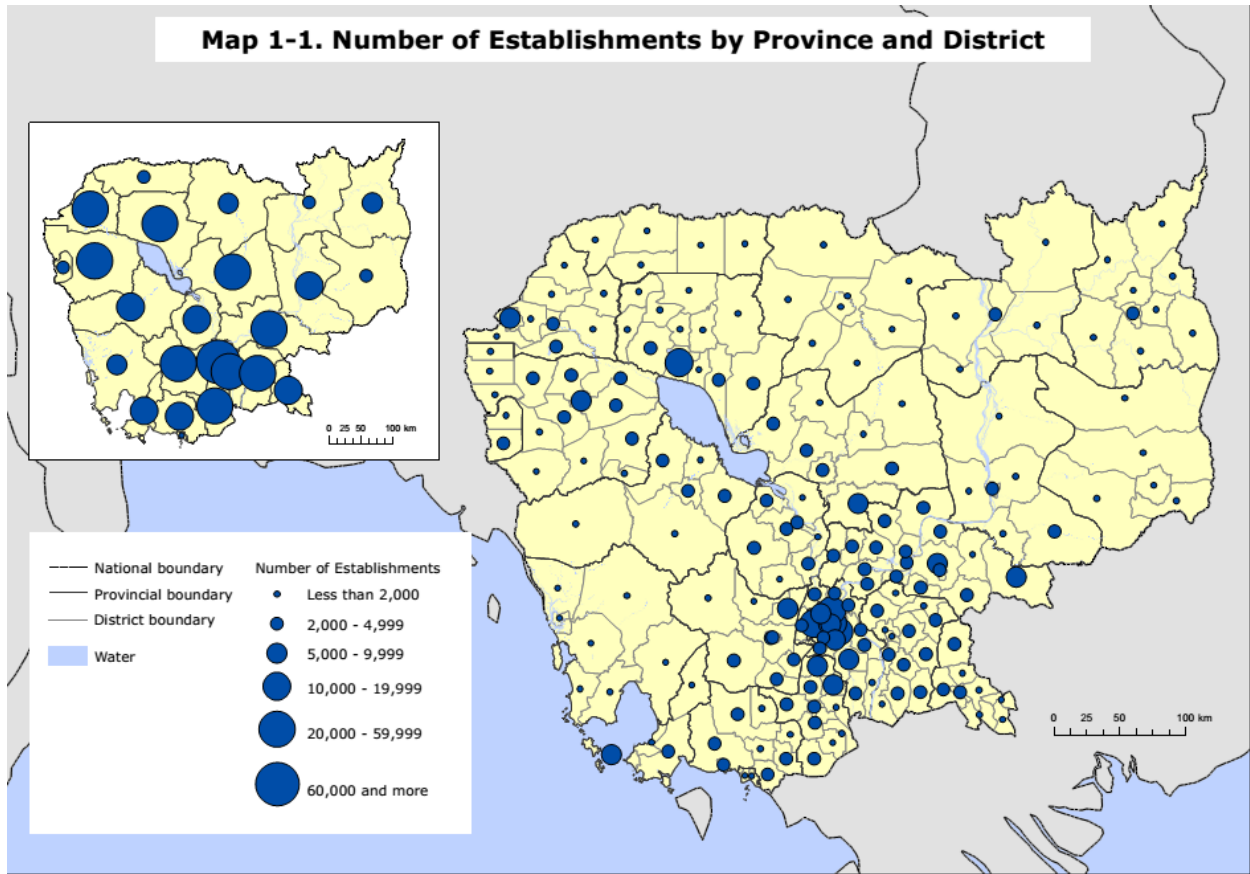 Map 1-1. Number of Establishments by Province and District
0 25 50 100 km
National boundary
Provincial boundary
District boundary
Water
Number of Establishments
Less than 2,000
2,000 - 4,999
5,000 - 9,999
10,000 - 19,999
20,000 - 59,999
60,000 and more
0 25 50 100 km